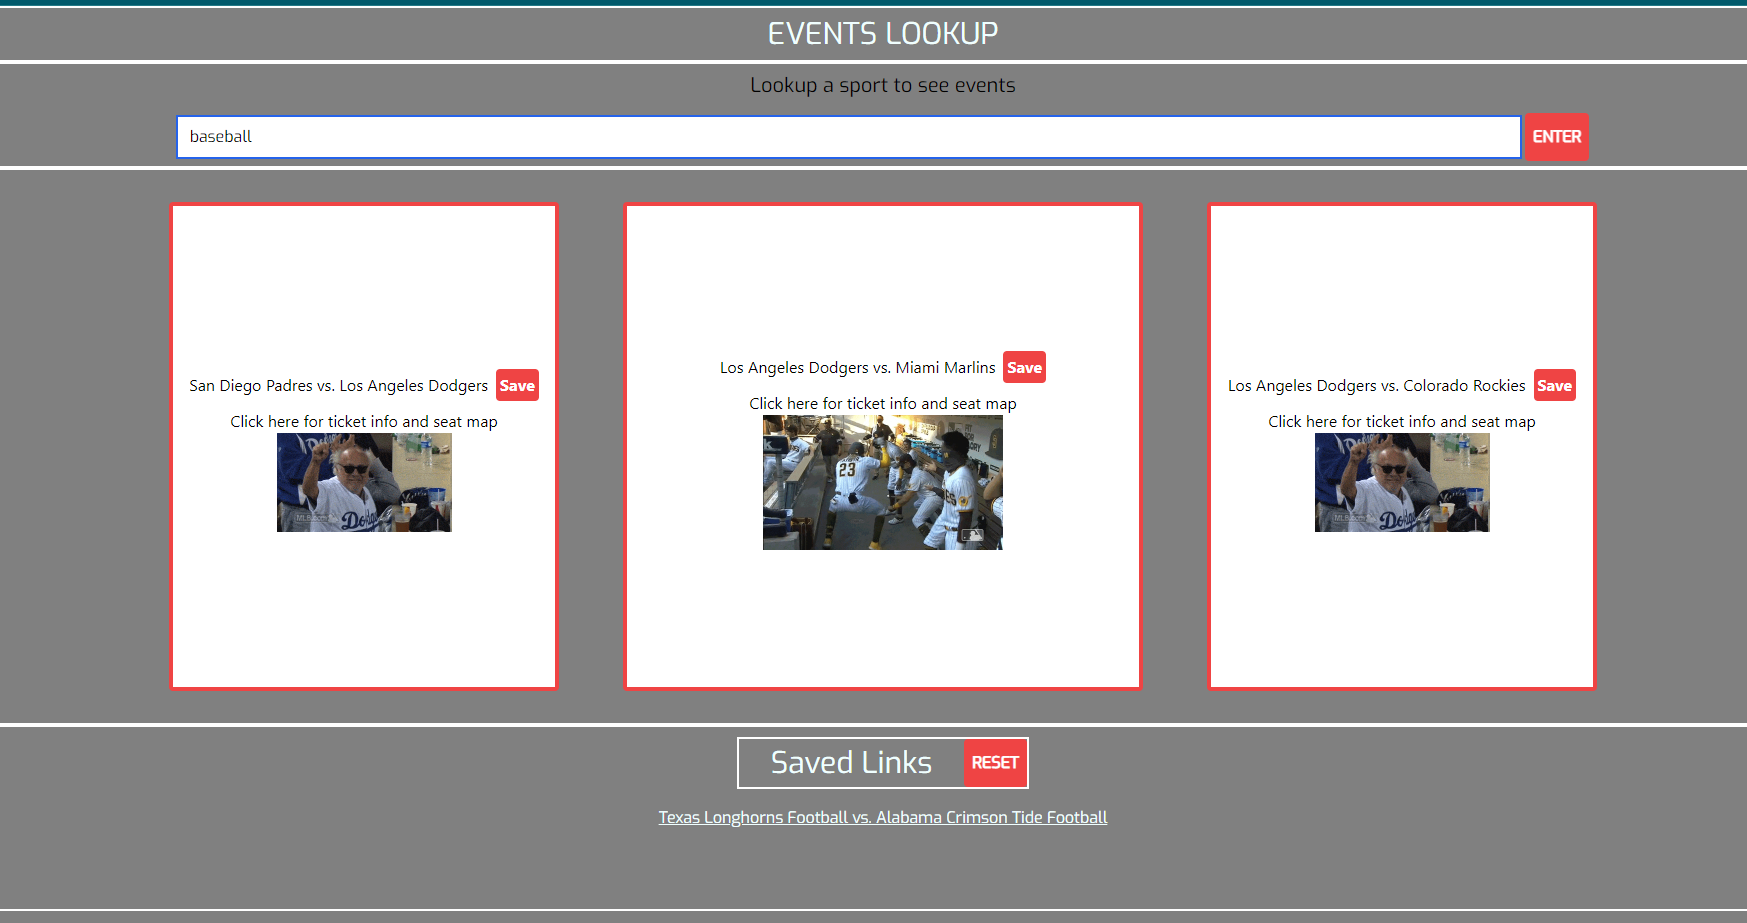 EVENTS LOOKUP
Lookup a sport to see events
baseball
ENTER
San Diego Padres vs. Los Angeles Dodgers Save
Click here for ticket info and seat map
Los Angeles Dodgers vs. Miami Marlins Save
Click here for ticket info and seat map
23
Los Angeles Dodgers vs. Colorado Rockies Save
Click here for ticket info and seat map
Saved Links RESET
Texas Longhorns Football vs. Alabama Crimson Tide Football